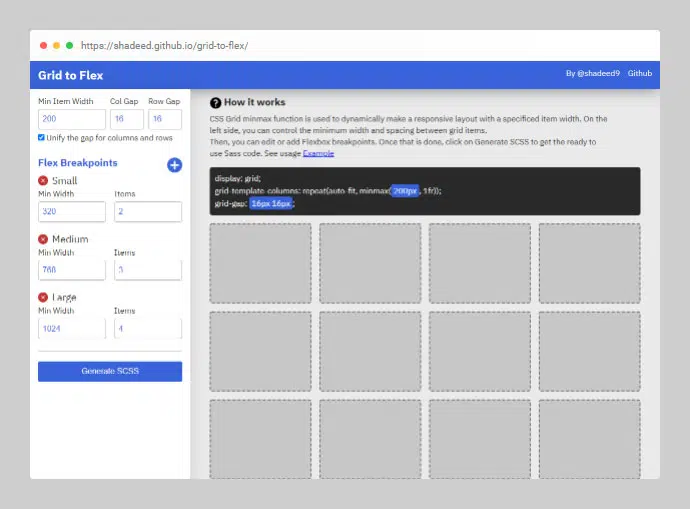 https://shadeed.github.io/grid-to-flex/
Grid to Flex
By @shadeed9 Github
Min Item Width Col Gap Row Gap
200 16 16
Unify the gap for columns and rows
Flex Breakpoints
Small
Min Width Items
320 2
Medium
Min Width Items
768 3
Large
Min Width Items
1024 4
Generate SCSS
? How it works
CSS Grid minmax function is used to dynamically make a responsive layout with a specificed item width. On the
left side, you can control the minimum width and spacing between grid items.
Then, you can edit or add Flexbox breakpoints. Once that is done, click on Generate SCSS to get the ready to
use Sass code. See usage Example
display: grid;
grid-template-columns: repeat(auto-fit, minmax( 200px , 1fr));
grid-gap: 16px 16px ;